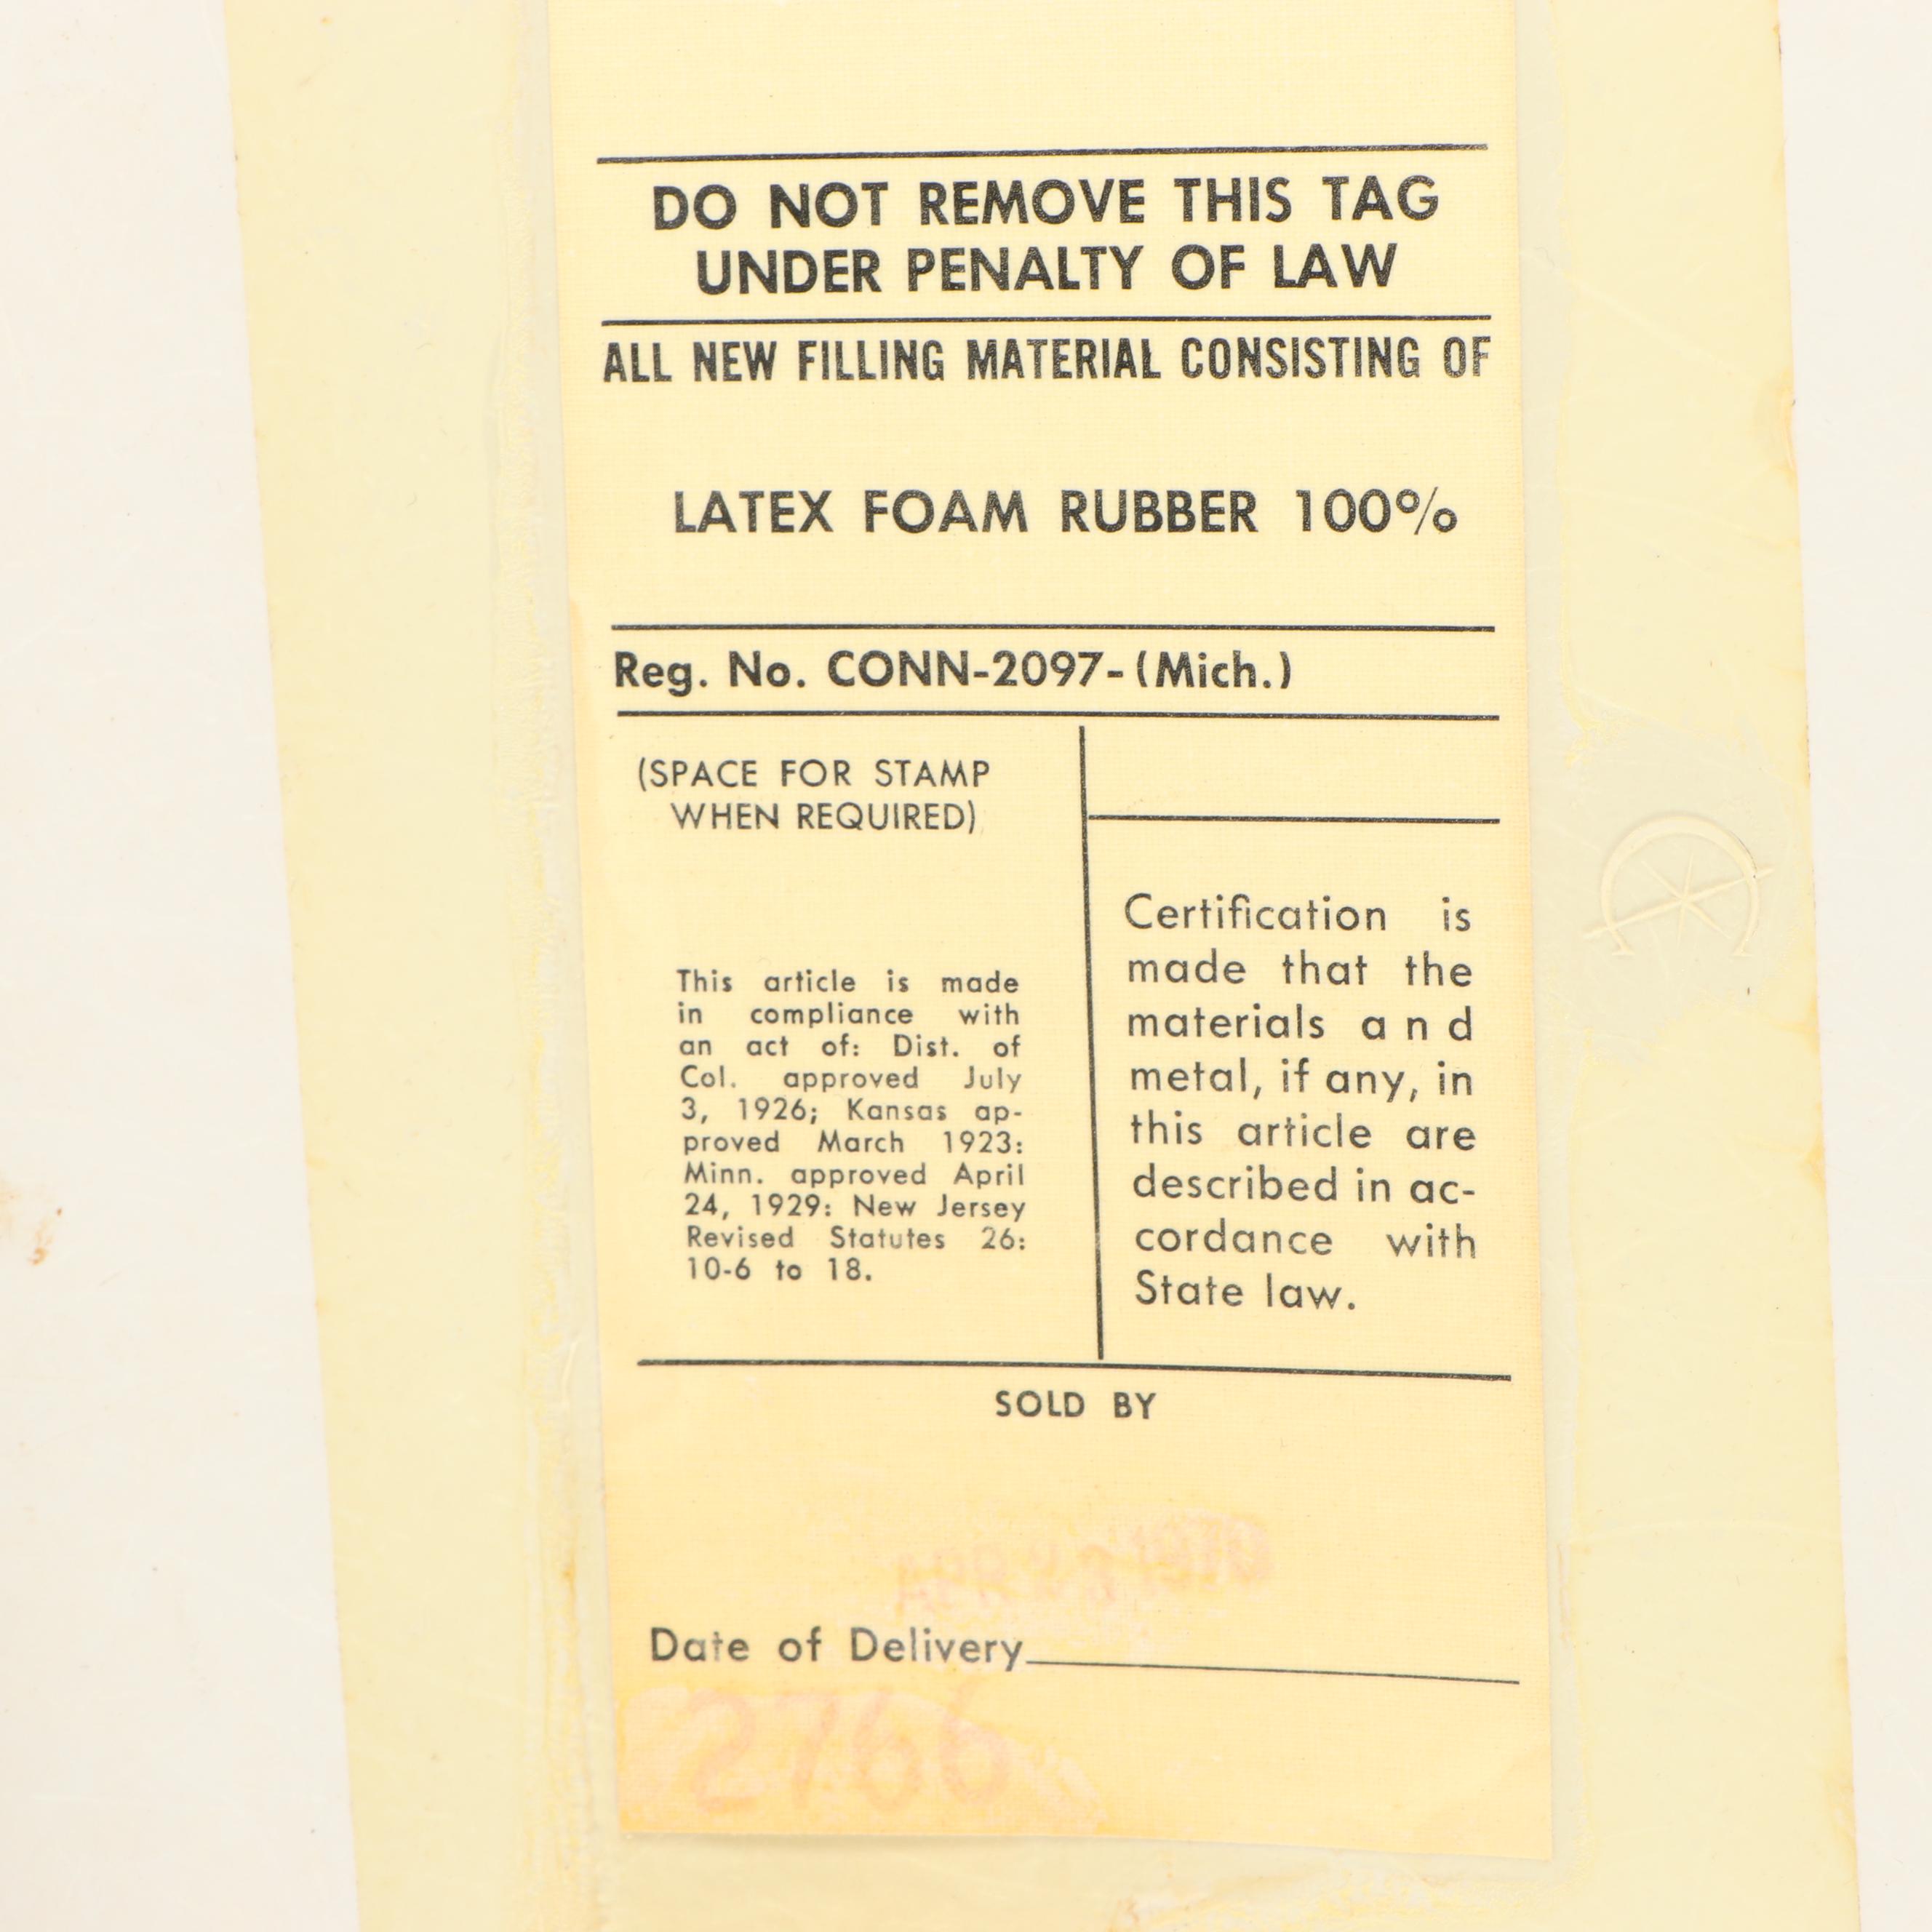 DO NOT REMOVE THIS TAG
UNDER PENALTY OF LAW
ALL NEW FILLING MATERIAL CONSISTING OF
LATEX FOAM RUBBER 100%
Reg. No. CONN-2097-(Mich.)
(SPACE FOR STAMP
WHEN REQUIRED)
This article is made
in compliance with
an act of: Dist. of
Col. approved July
3, 1926; Kansas ap-
proved March 1923:
Minn. approved April
24, 1929: New Jersey
Revised Statutes 26:
10-6 to 18.
Certification is
made that the
materials and
metal, if any, in
this article are
described in ac-
cordance with
State law.
SOLD BY
Date of Delivery